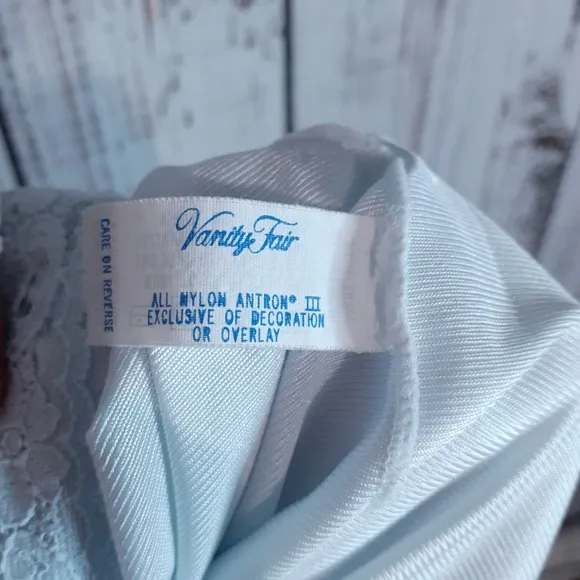 Vanity Fair
ALL NYLON ANTRON® III
EXCLUSIVE OF DECORATION
OR OVERLAY
CARE ON REVERSE